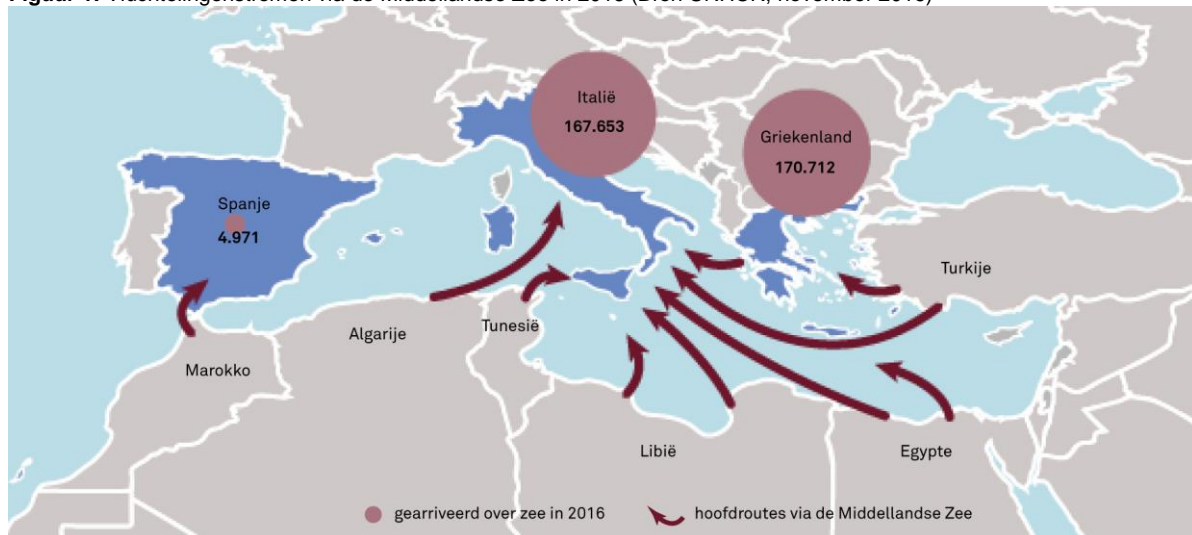 Italië
167.653
Griekenland
170.712
Spanje
4.971
Turkije
Algarije
Tunesië
Marokko
Libië
Egypte
gearriveerd over zee in 2016
hoofdroutes via de Middellandse Zee